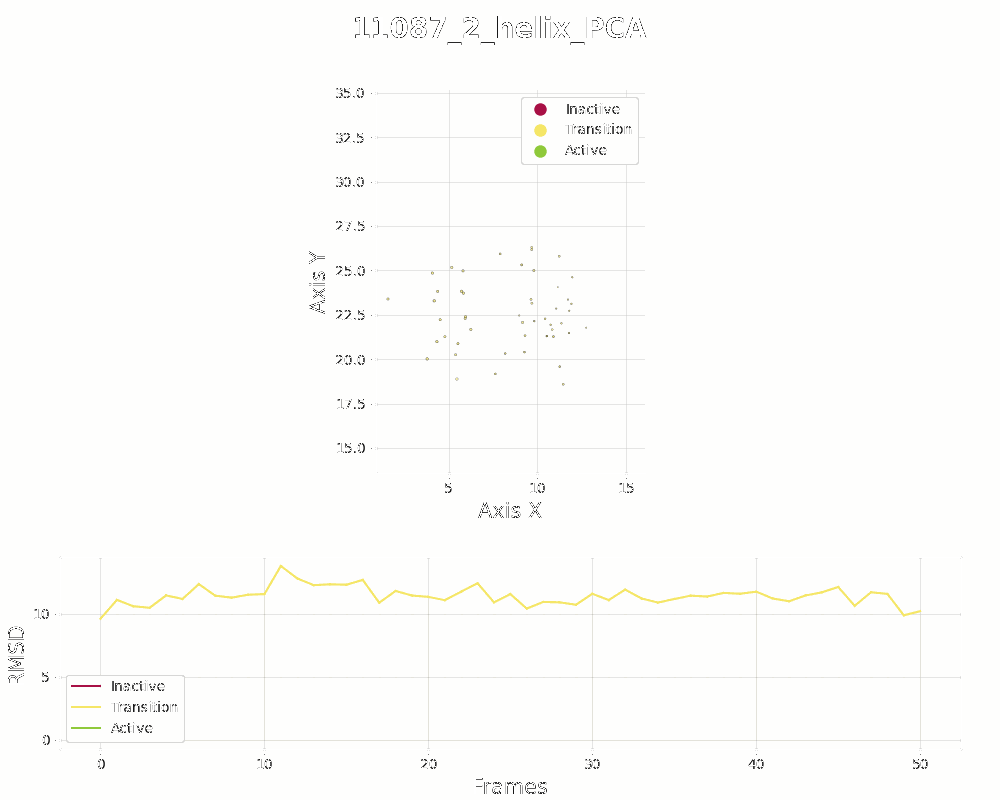 11087_2_helix_PCA
35.0
32.5
30.0
27.5
25.0
22.5
20.0
17.5
15.0
Axis Y
Inactive
Transition
Active
5 10 15
Axis X
10
5
0
RMSD
Inactive
Transition
Active
0 10 20 30 40 50
Frames